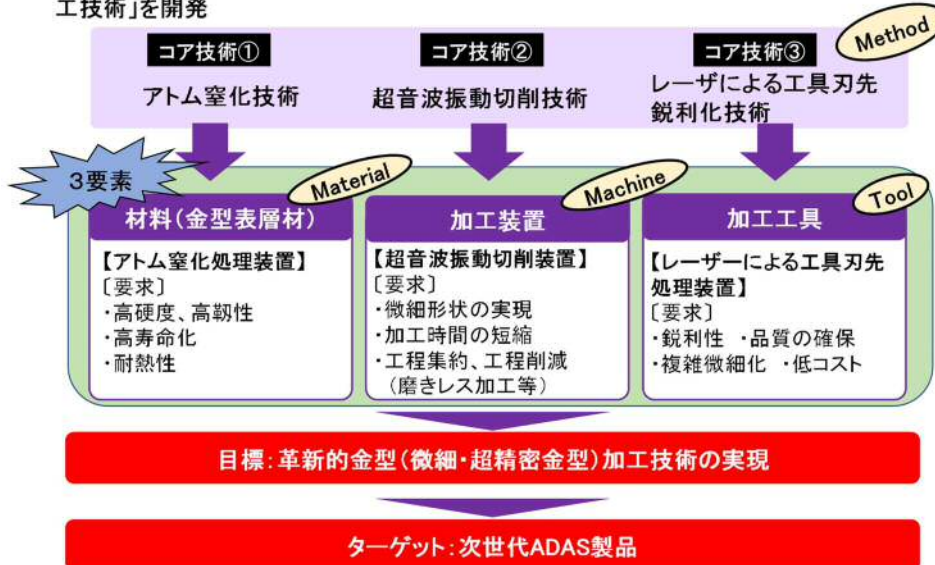 工技術」を開発
Method
コア技術①
コア技術②
コア技術③
アトム窒化技術
超音波振動切削技術
レーザによる工具刃先
鋭利化技術
3要素
Material
Machine
Tool
材料(金型表層材)
【アトム窒化処理装置】
〔要求〕
・高硬度、高靭性
・高寿命化
・耐熱性
加工装置
【超音波振動切削装置】
〔要求〕
・微細形状の実現
・加工時間の短縮
・工程集約、工程削減
(磨きレス加工等)
加工工具
【レーザーによる工具刃先
処理装置】
〔要求〕
・鋭利性 ・品質の確保
・複雑微細化 ・低コスト
目標:革新的金型(微細・超精密金型)加工技術の実現
ターゲット:次世代ADAS製品